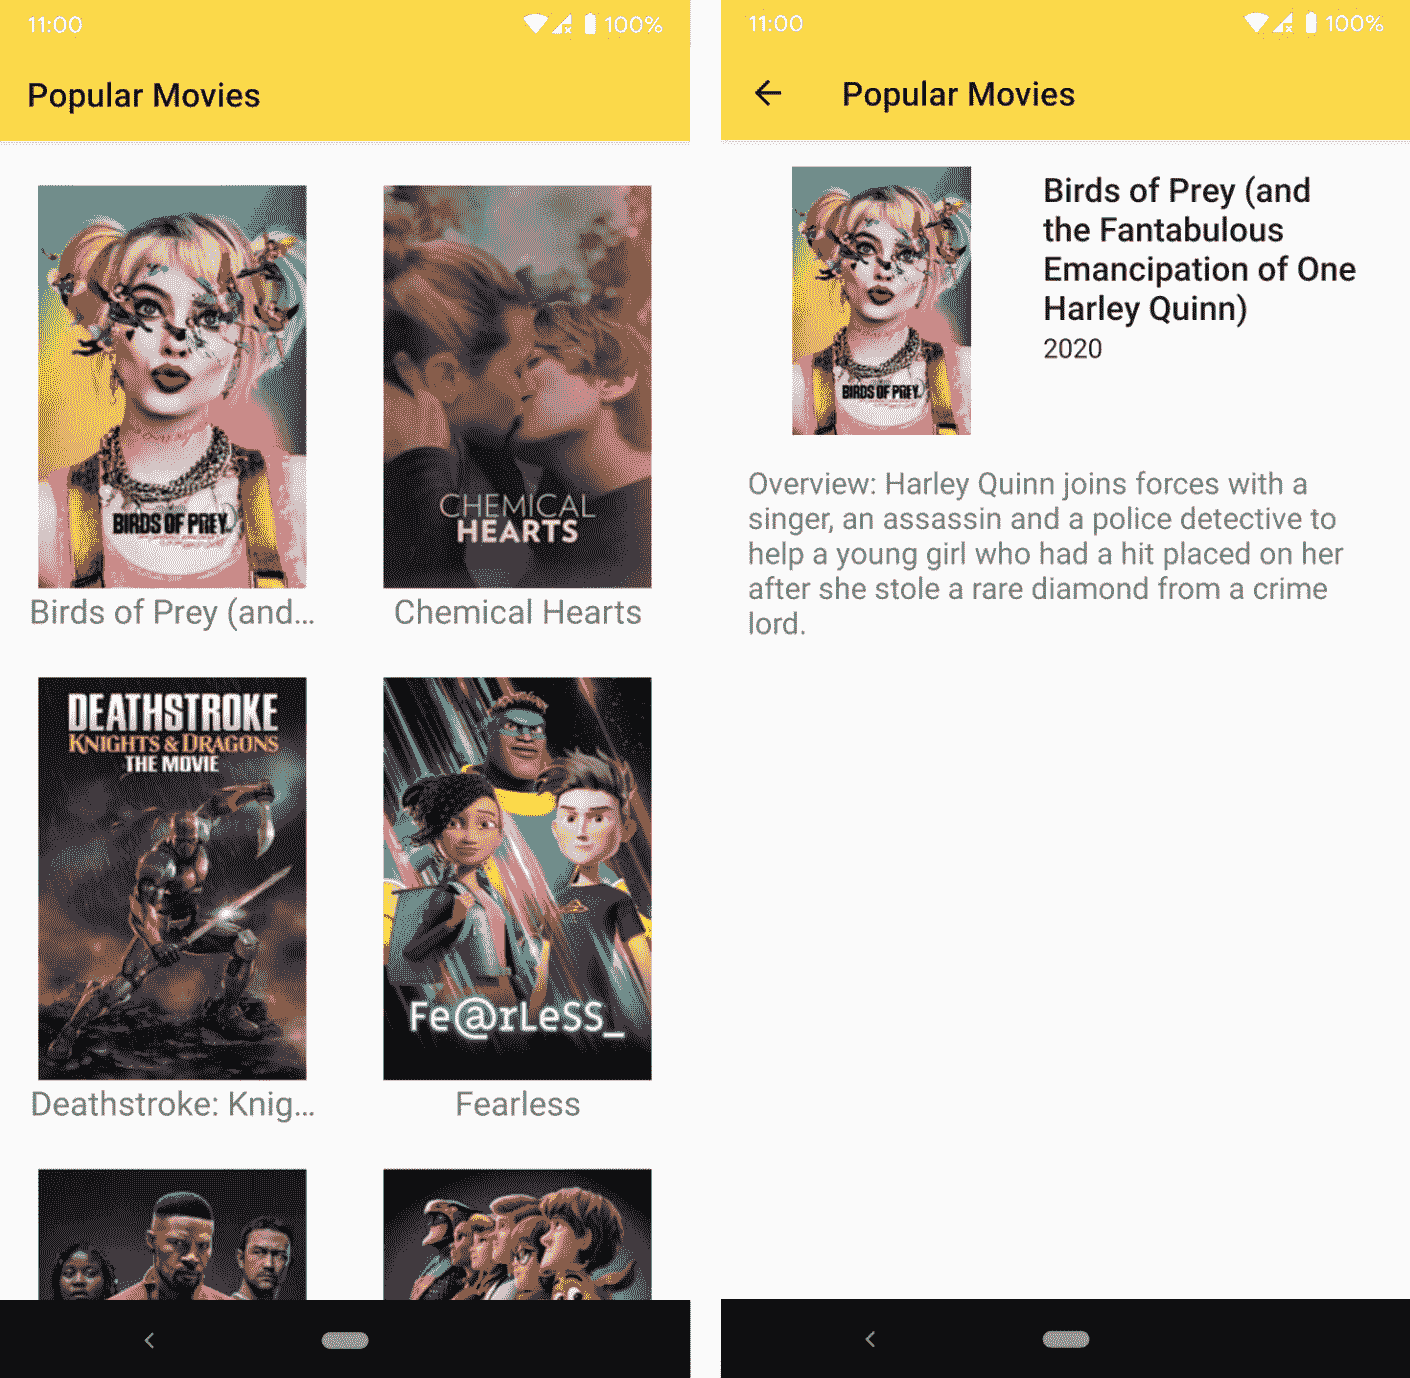 11:00
100%
Popular Movies
BIRDS OF PREY
Birds of Prey (and...
CHEMICAL
HEARTS
Chemical Hearts
DEATHSTROKE
KNIGHTS & DRAGONS
THE MOVIE
Deathstroke: Knig...
Fe@rLeSS_
Fearless
11:00
100%
Popular Movies
BIRDS OF PREY
Birds of Prey (and
the Fantabulous
Emancipation of One
Harley Quinn)
2020
Overview: Harley Quinn joins forces with a
singer, an assassin and a police detective to
help a young girl who had a hit placed on her
after she stole a rare diamond from a crime
lord.